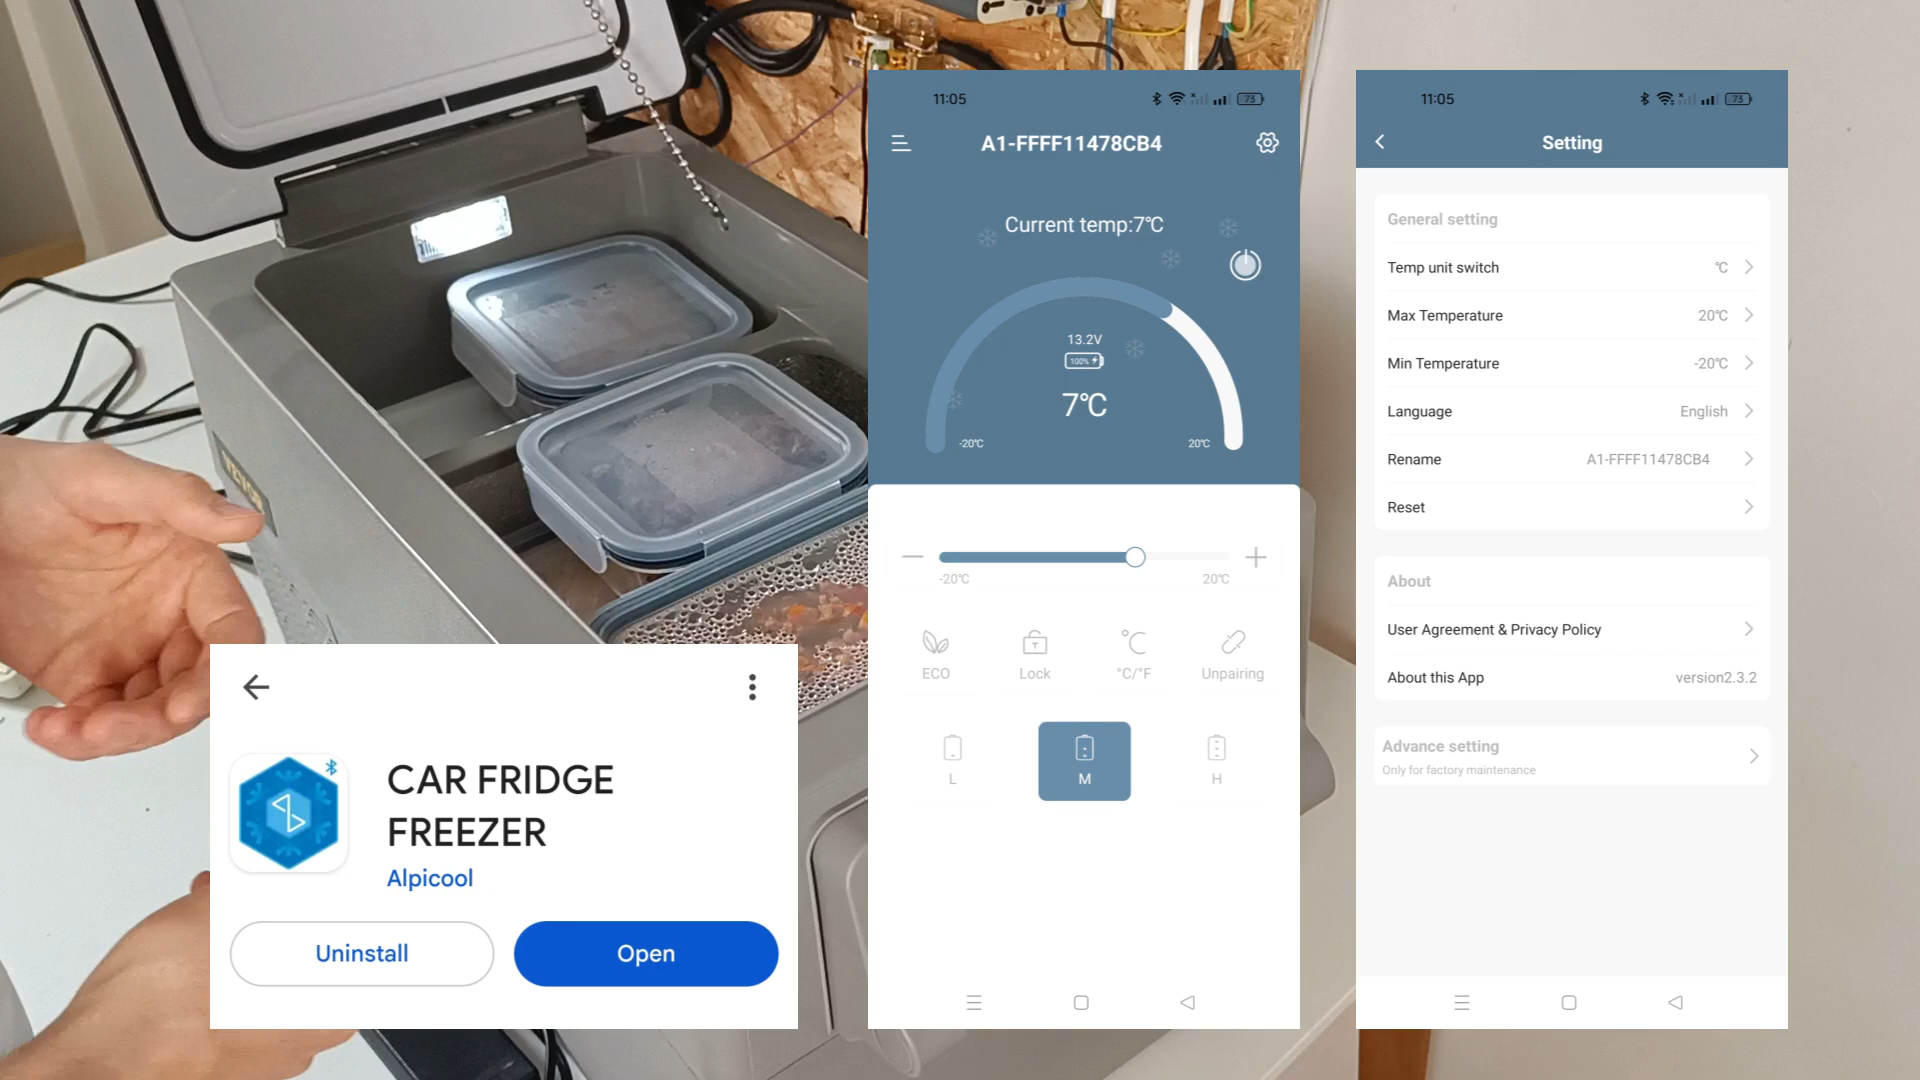 VEVOR
CAR FRIDGE
FREEZER
Alpicool
Uninstall
Open
11:05
73
A1-FFFF11478CB4
Current temp:7℃
13.2V
100%
7℃
-20℃
20℃
-20℃
20℃
ECO
Lock
°C
°C/°F
Unpairing
L
M
H
11:05
73
Setting
General setting
Temp unit switch ℃
Max Temperature 20℃
Min Temperature -20℃
Language English
Rename A1-FFFF11478CB4
Reset
About
User Agreement & Privacy Policy
About this App version2.3.2
Advance setting
Only for factory maintenance